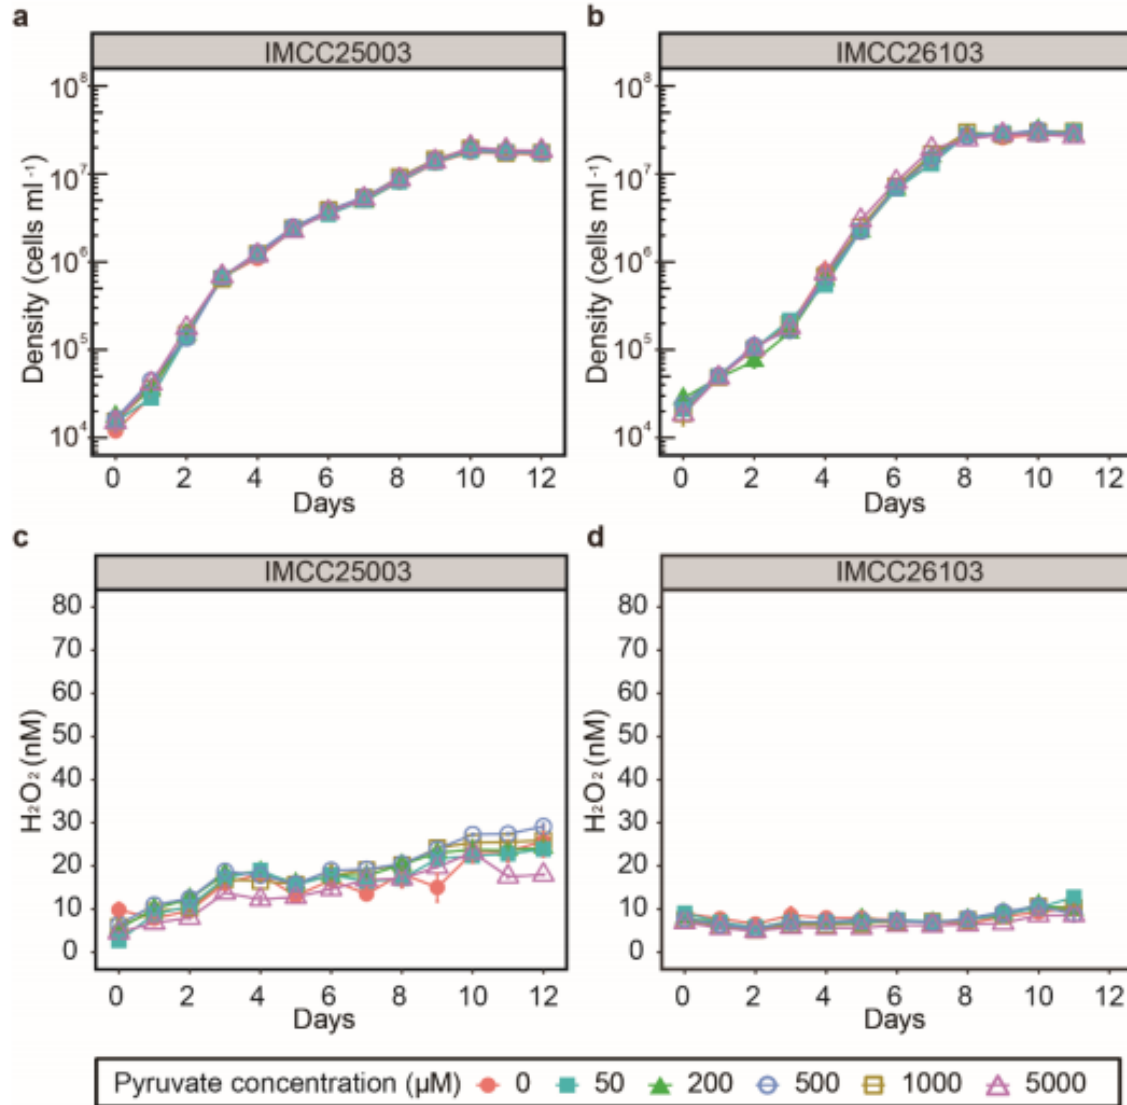 a
b
IMCC25003
IMCC26103
10⁸
10⁷
10⁶
10⁵
10⁴
Density (cells ml⁻¹)
0 2 4 6 8 10 12
Days
10⁸
10⁷
10⁶
10⁵
10⁴
Density (cells ml⁻¹)
0 2 4 6 8 10 12
Days
c
d
IMCC25003
IMCC26103
80
70
60
50
40
30
20
10
0
H₂O₂ (nM)
0 2 4 6 8 10 12
Days
80
70
60
50
40
30
20
10
0
H₂O₂ (nM)
0 2 4 6 8 10 12
Days
Pyruvate concentration (µM) 0 50 200 500 1000 5000